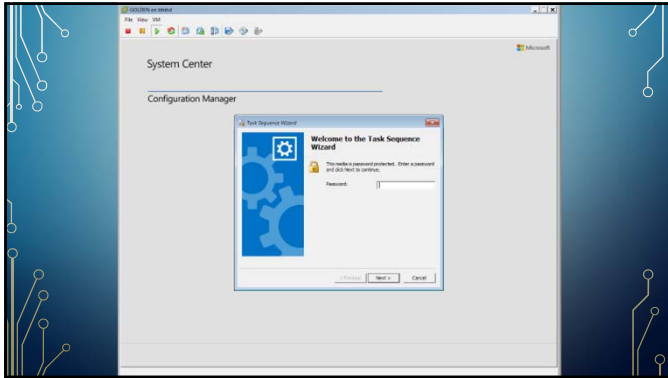 GOLDEN on
File View VM
Microsoft
System Center
Configuration Manager
Task Sequence Wizard
Welcome to the Task Sequence
Wizard
This media is password protected. Enter a password
and click Next to continue.
Password:
< Previous Next > Cancel